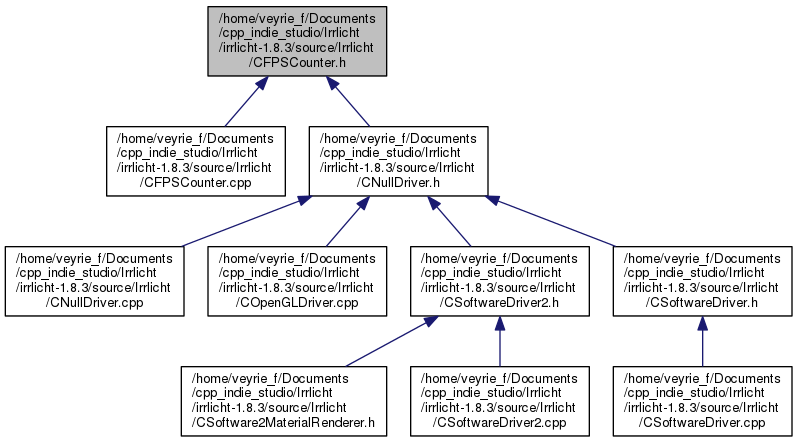 /home/veyrie_f/Documents
/cpp_indie_studio/Irrlicht
/irrlicht-1.8.3/source/Irrlicht
/CFPSCounter.h
/home/veyrie_f/Documents
/cpp_indie_studio/Irrlicht
/irrlicht-1.8.3/source/Irrlicht
/CFPSCounter.cpp
/home/veyrie_f/Documents
/cpp_indie_studio/Irrlicht
/irrlicht-1.8.3/source/Irrlicht
/CNullDriver.h
/home/veyrie_f/Documents
/cpp_indie_studio/Irrlicht
/irrlicht-1.8.3/source/Irrlicht
/CNullDriver.cpp
/home/veyrie_f/Documents
/cpp_indie_studio/Irrlicht
/irrlicht-1.8.3/source/Irrlicht
/COpenGLDriver.cpp
/home/veyrie_f/Documents
/cpp_indie_studio/Irrlicht
/irrlicht-1.8.3/source/Irrlicht
/CSoftwareDriver2.h
/home/veyrie_f/Documents
/cpp_indie_studio/Irrlicht
/irrlicht-1.8.3/source/Irrlicht
/CSoftwareDriver.h
/home/veyrie_f/Documents
/cpp_indie_studio/Irrlicht
/irrlicht-1.8.3/source/Irrlicht
/CSoftware2MaterialRenderer.h
/home/veyrie_f/Documents
/cpp_indie_studio/Irrlicht
/irrlicht-1.8.3/source/Irrlicht
/CSoftwareDriver2.cpp
/home/veyrie_f/Documents
/cpp_indie_studio/Irrlicht
/irrlicht-1.8.3/source/Irrlicht
/CSoftwareDriver.cpp